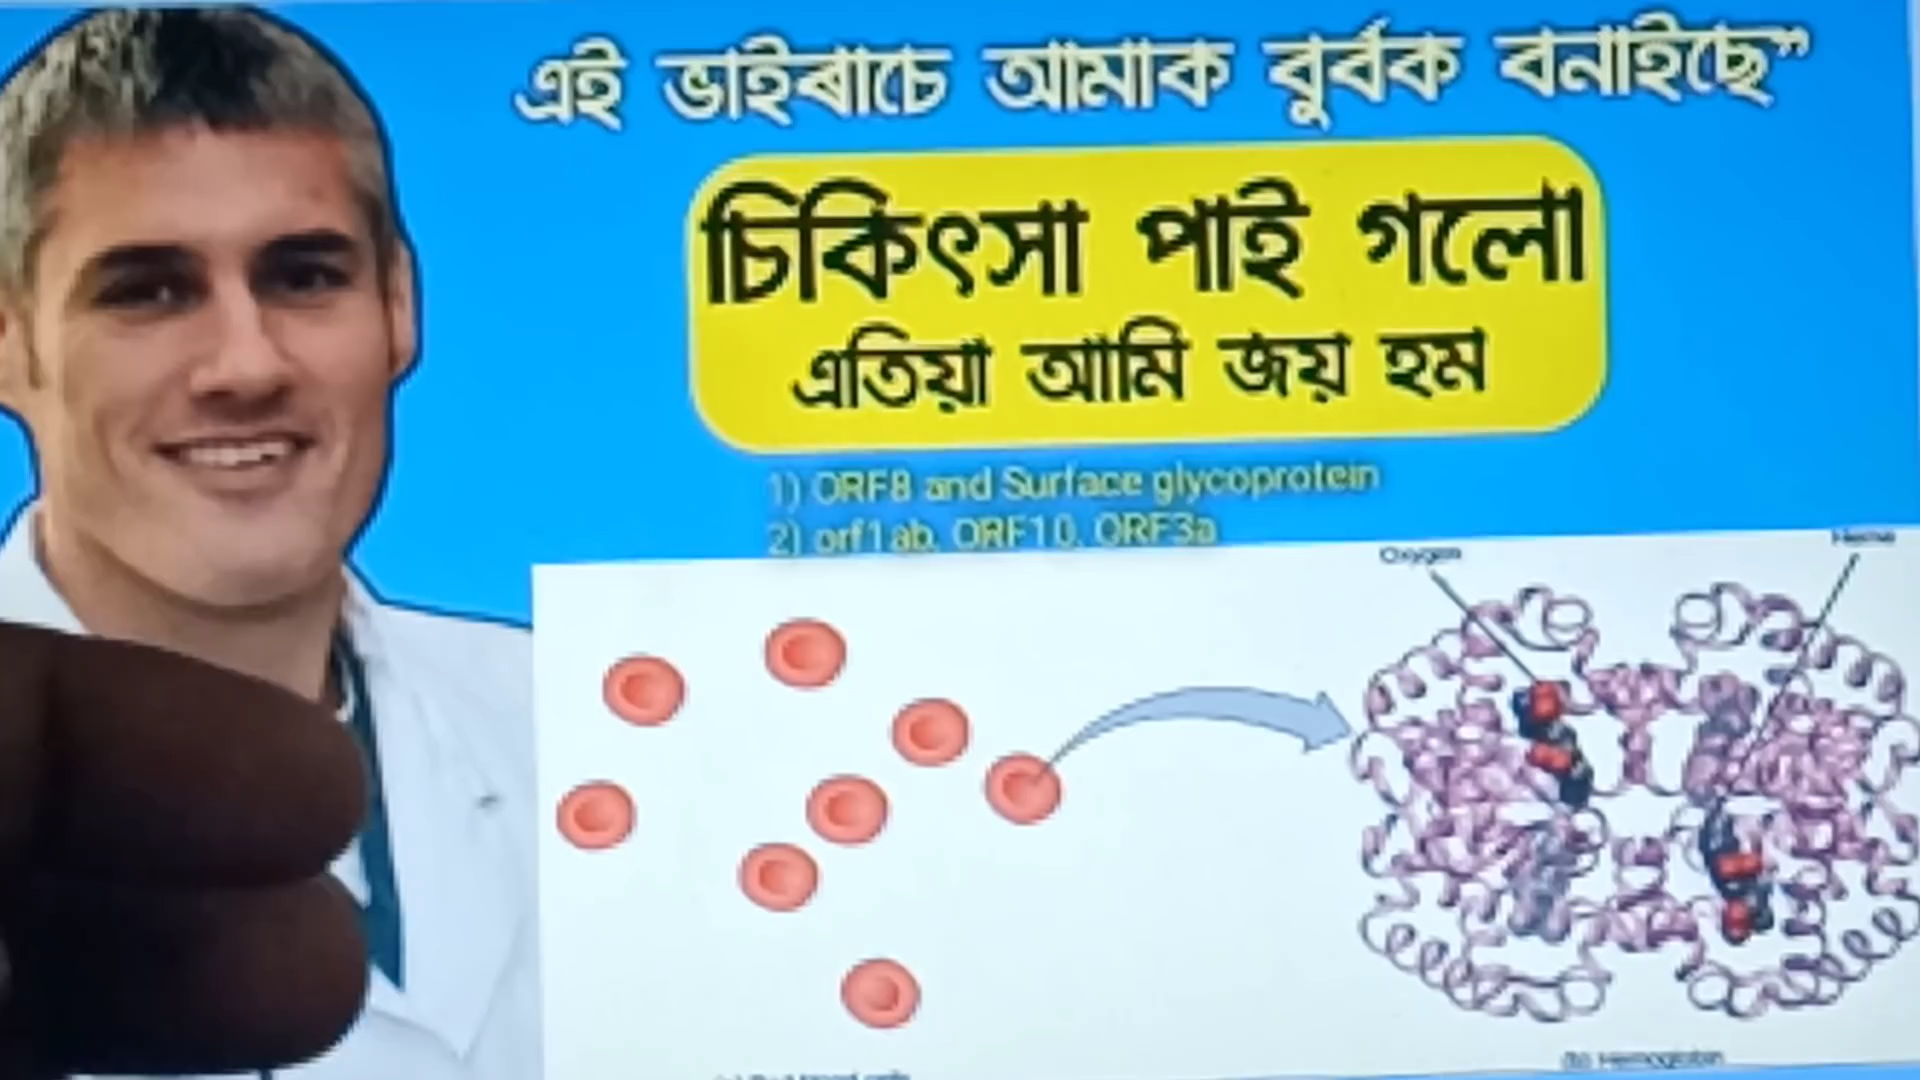 এই ভাইৰাচে আমাক বুৰ্বক বনাইছে”
চিকিৎসা পাই গলো
এতিয়া আমি জয় হম
1) ORF8 and Surface glycoprotein
2) orf1ab, ORF10, ORF3a
Oxygen
Heme
(b) Hemoglobin